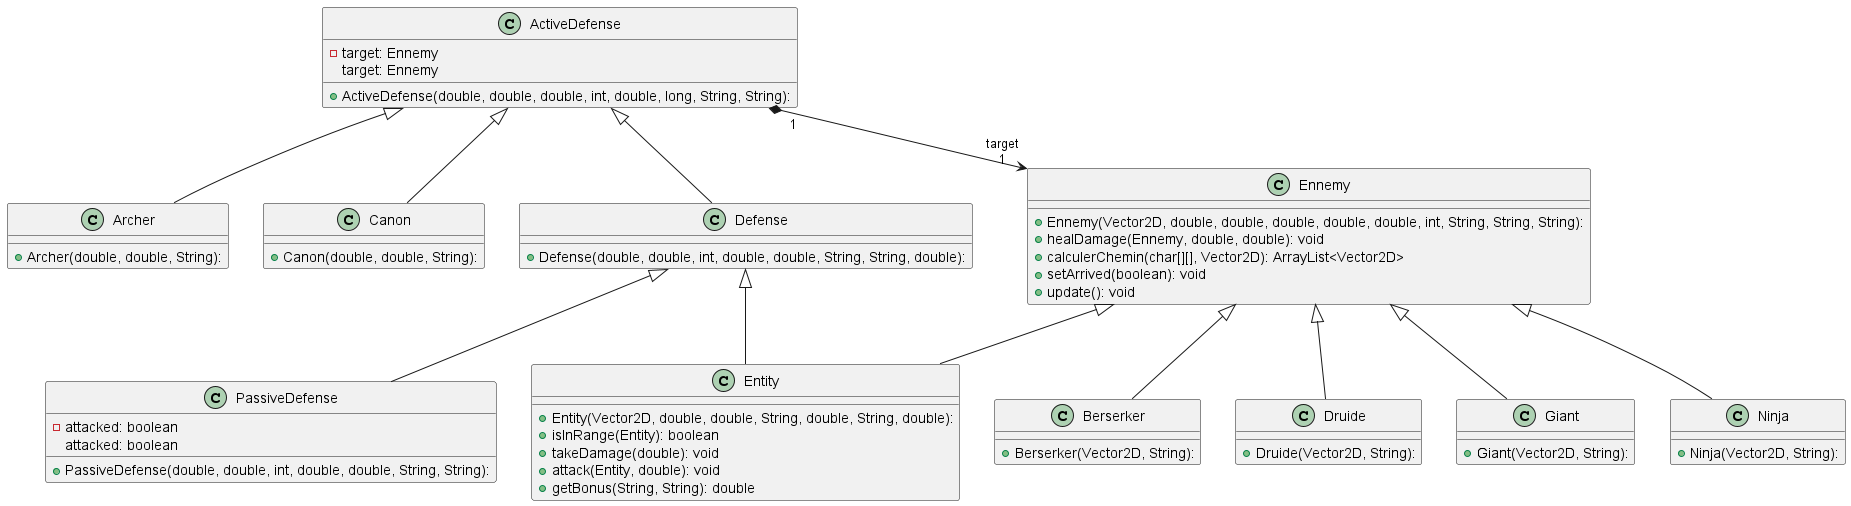 C ActiveDefense
target: Ennemy
target: Ennemy
ActiveDefense(double, double, double, int, double, long, String, String):
1
target
1
C Ennemy
Ennemy(Vector2D, double, double, double, double, double, int, String, String, String):
healDamage(Ennemy, double, double): void
calculerChemin(char[][], Vector2D): ArrayList<Vector2D>
setArrived(boolean): void
update(): void
C Archer
Archer(double, double, String):
C Canon
Canon(double, double, String):
C Defense
Defense(double, double, int, double, double, String, String, double):
C PassiveDefense
attacked: boolean
attacked: boolean
PassiveDefense(double, double, int, double, double, String, String):
C Entity
Entity(Vector2D, double, double, String, double, String, double):
isInRange(Entity): boolean
takeDamage(double): void
attack(Entity, double): void
getBonus(String, String): double
C Berserker
Berserker(Vector2D, String):
C Druide
Druide(Vector2D, String):
C Giant
Giant(Vector2D, String):
C Ninja
Ninja(Vector2D, String):